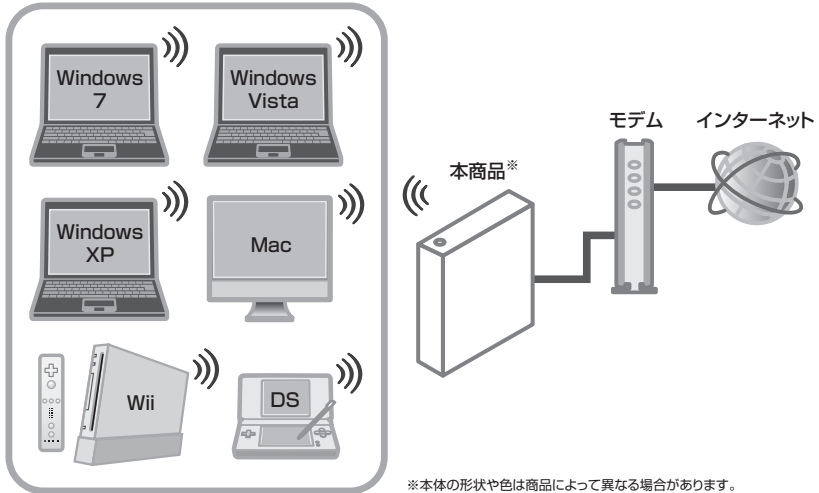 Windows
7
Windows
Vista
Windows
XP
Mac
Wii
DS
本商品※
モデム
インターネット
※本体の形状や色は商品によって異なる場合があります。